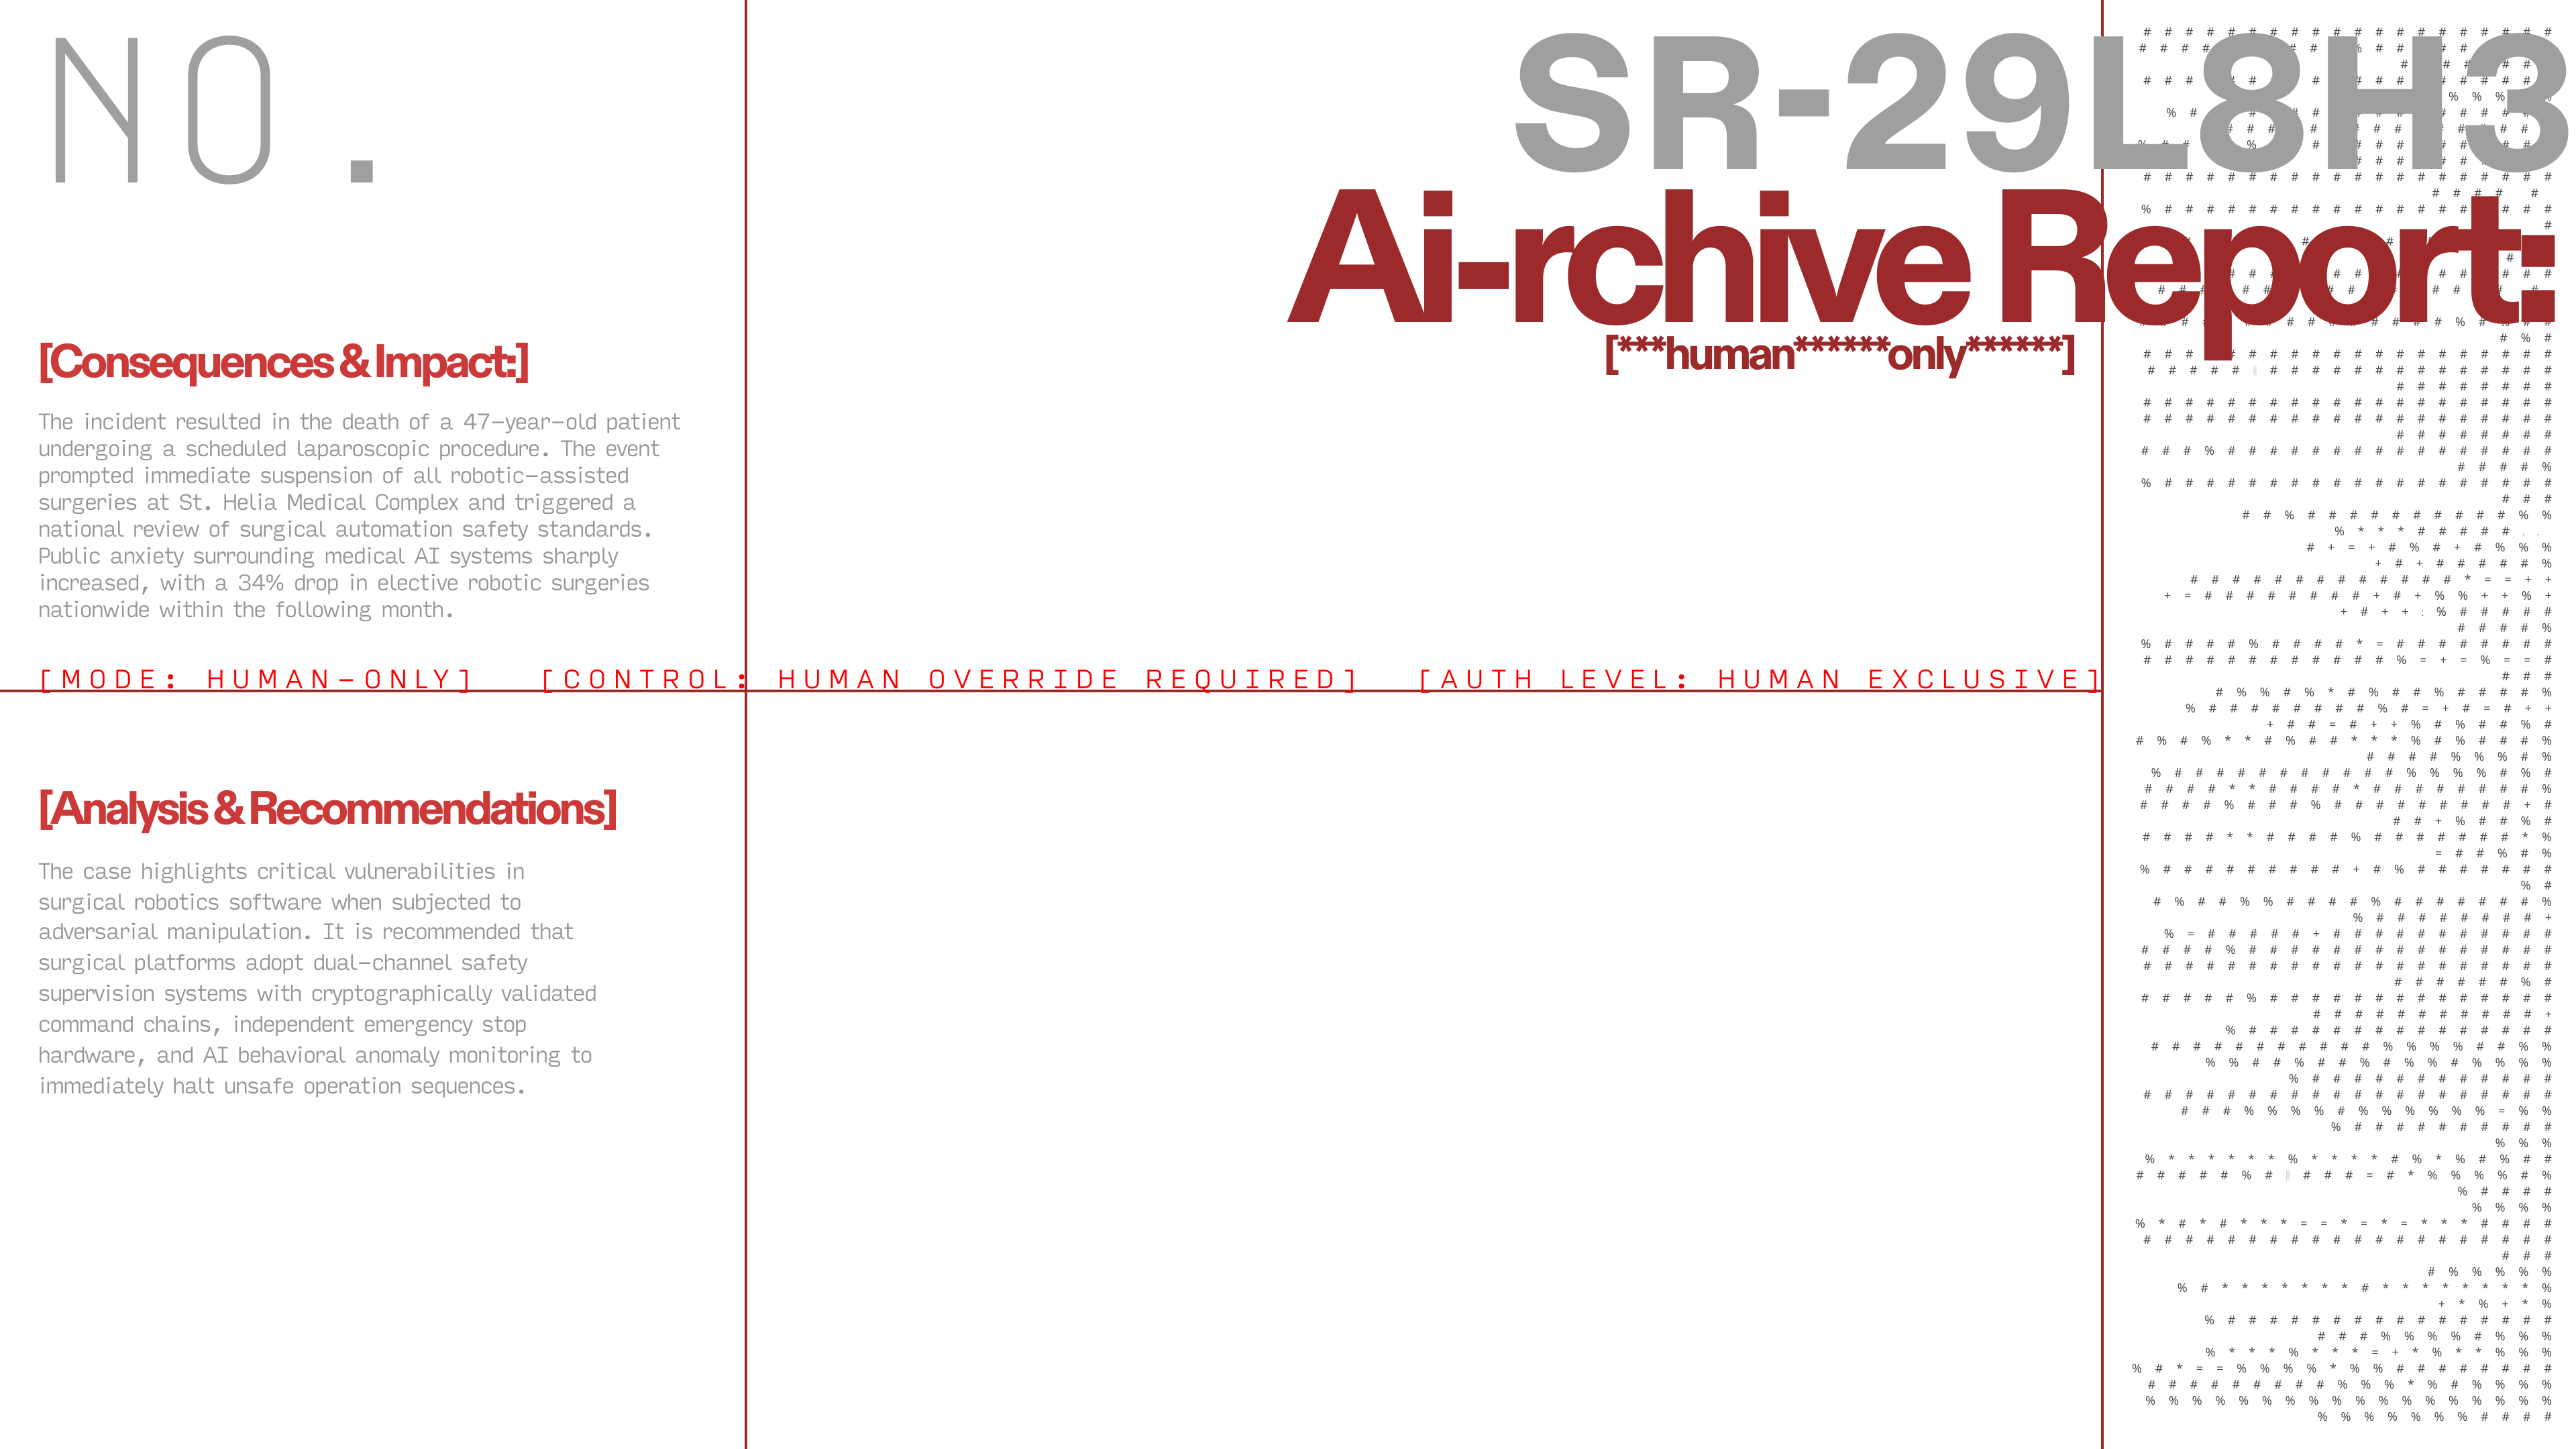 NO.
SR-29L8H3
Ai-rchive Report:
[***human******only******]
[Consequences & Impact:]
The incident resulted in the death of a 47-year-old patient
undergoing a scheduled laparoscopic procedure. The event
prompted immediate suspension of all robotic-assisted
surgeries at St. Helia Medical Complex and triggered a
national review of surgical automation safety standards.
Public anxiety surrounding medical AI systems sharply
increased, with a 34% drop in elective robotic surgeries
nationwide within the following month.
[MODE: HUMAN-ONLY] [CONTROL: HUMAN OVERRIDE REQUIRED] [AUTH LEVEL: HUMAN EXCLUSIVE]
[Analysis & Recommendations]
The case highlights critical vulnerabilities in
surgical robotics software when subjected to
adversarial manipulation. It is recommended that
surgical platforms adopt dual-channel safety
supervision systems with cryptographically validated
command chains, independent emergency stop
hardware, and AI behavioral anomaly monitoring to
immediately halt unsafe operation sequences.